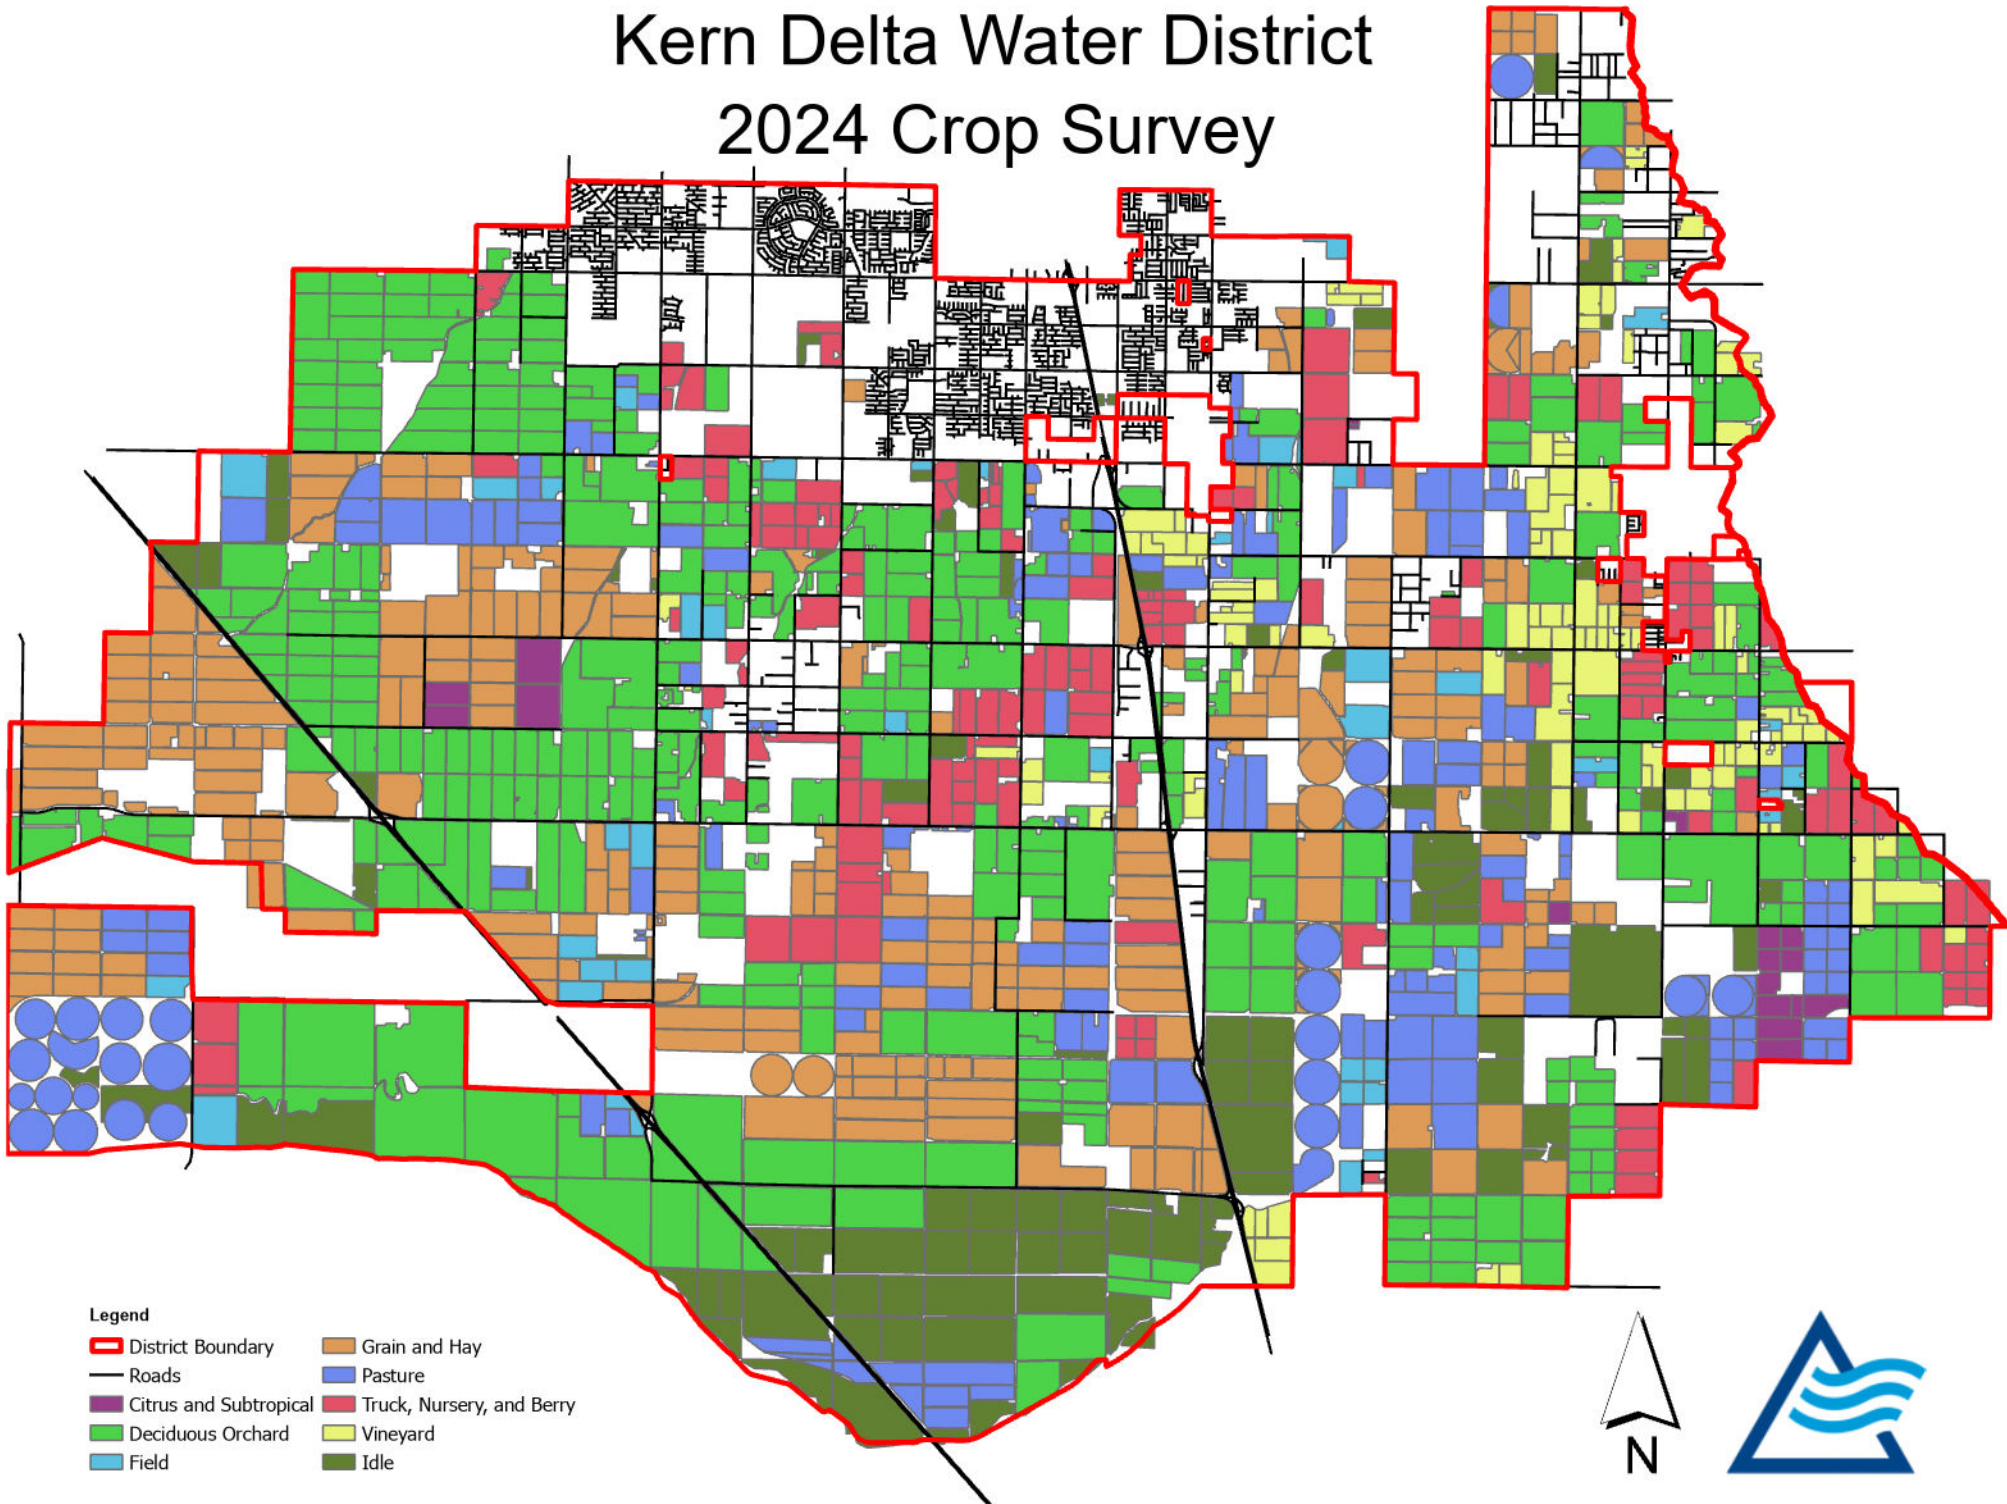 Kern Delta Water District
2024 Crop Survey
Legend
District Boundary
Roads
Citrus and Subtropical
Deciduous Orchard
Field
Grain and Hay
Pasture
Truck, Nursery, and Berry
Vineyard
Idle
N